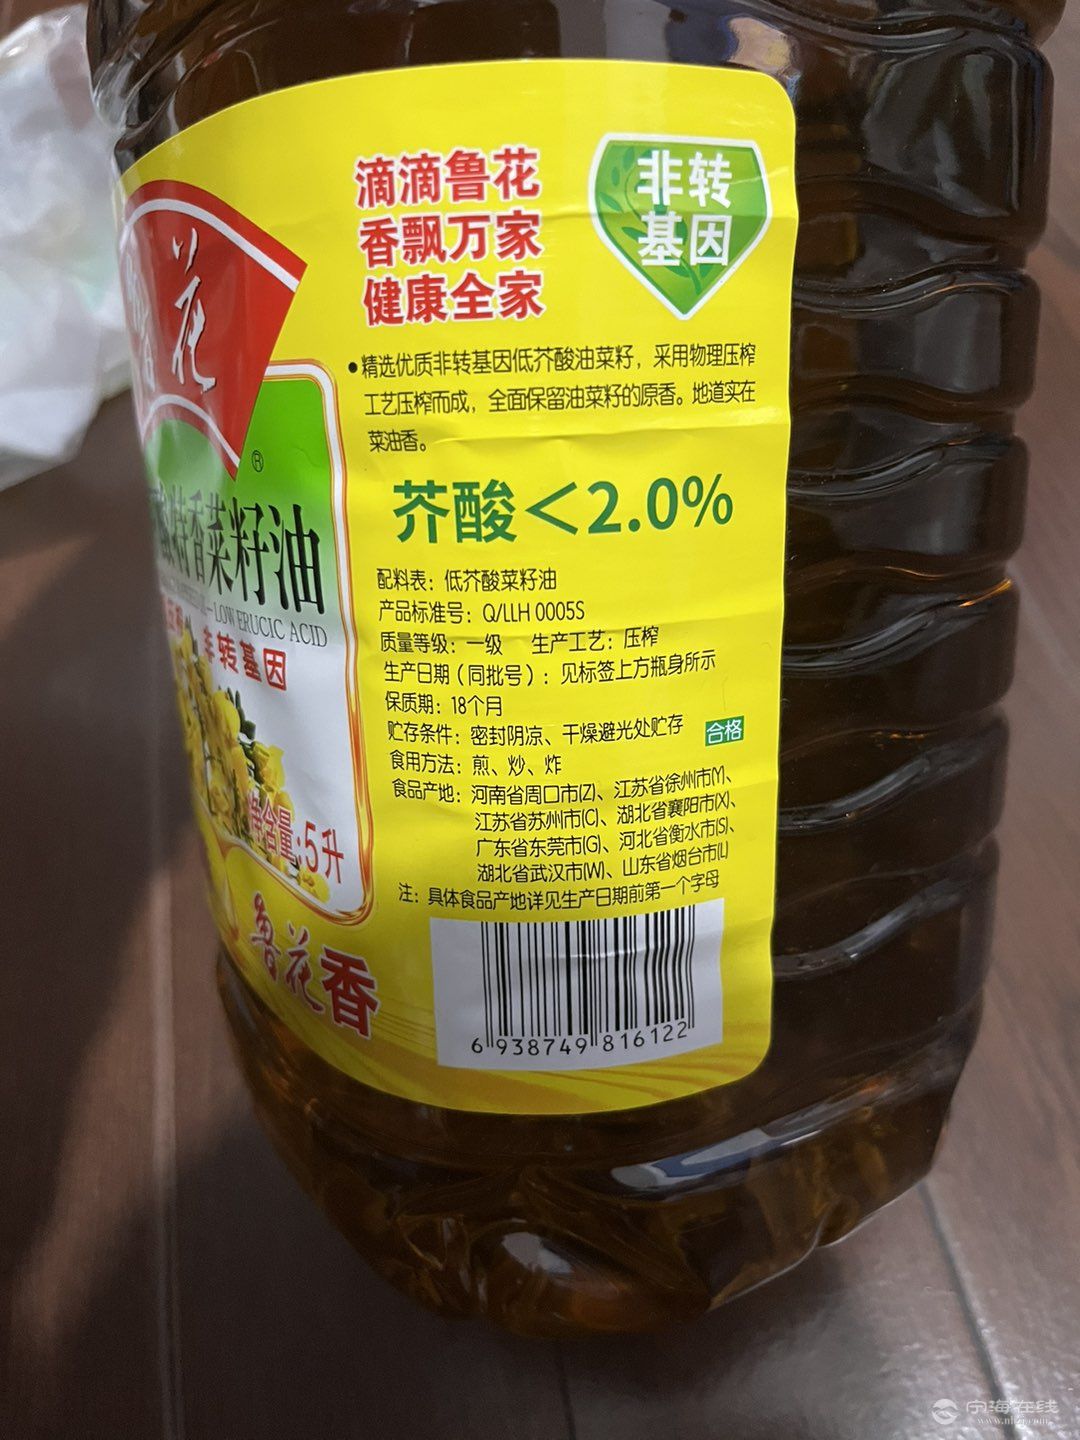 滴滴鲁花
香飘万家
健康全家
非转
基因
鲁花
®
•精选优质非转基因低芥酸油菜籽，采用物理压榨
工艺压榨而成，全面保留油菜籽的原香。地道实在
菜油香。
芥酸＜2.0%
特香菜籽油
LOW ERUCIC ACID
非转基因
配料表：低芥酸菜籽油
产品标准号：Q/LLH 0005S
质量等级：一级 生产工艺：压榨
生产日期（同批号）：见标签上方瓶身所示
保质期：18个月
贮存条件：密封阴凉、干燥避光处贮存 合格
食用方法：煎、炒、炸
食品产地：河南省周口市(Z)、江苏省徐州市(Y)、
江苏省苏州市(C)、湖北省襄阳市(X)、
广东省东莞市(G)、河北省衡水市(S)、
湖北省武汉市(W)、山东省烟台市(L)
注：具体食品产地详见生产日期前第一个字母
净含量:5升
鲁花香
6 938749 816122
宁海在线